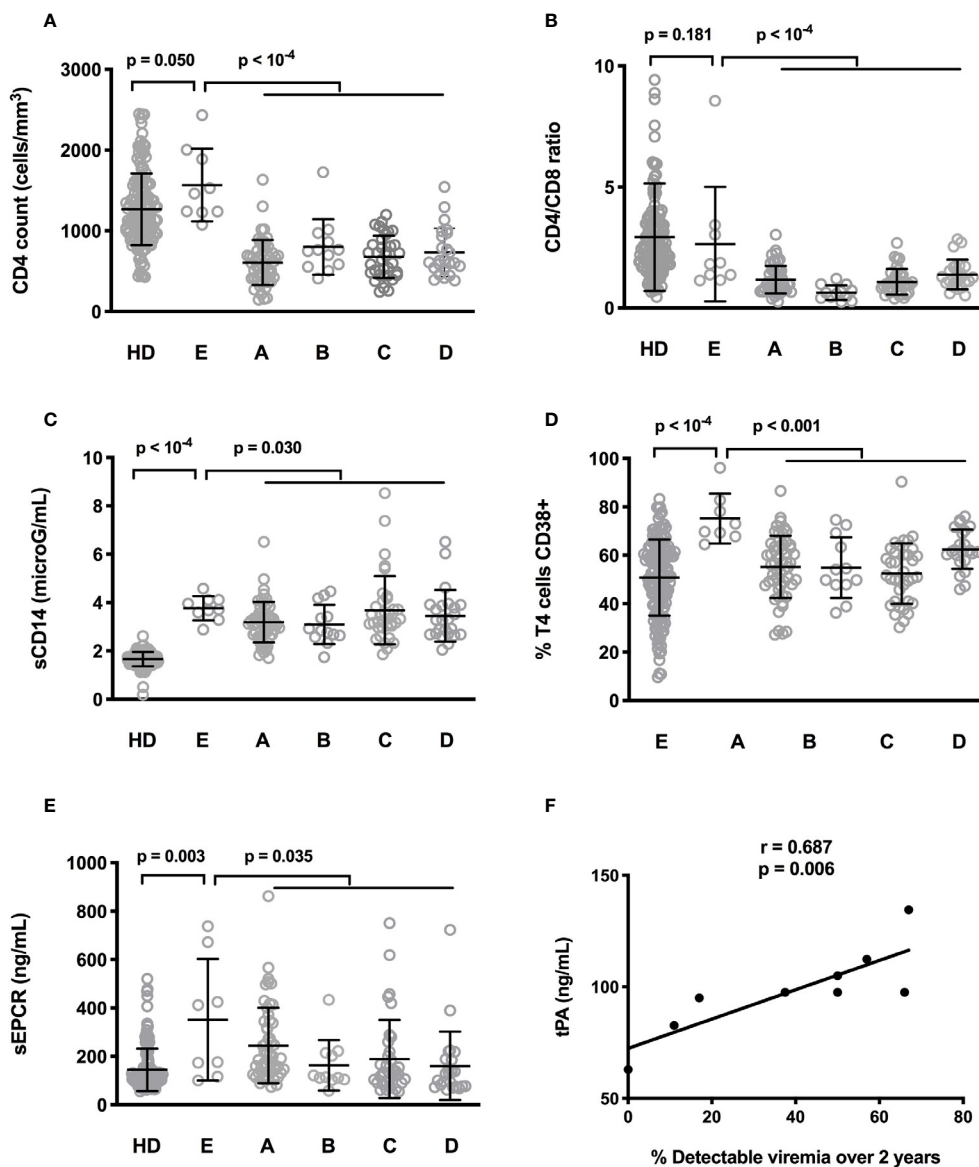 A
p = 0.050
p < 10-4
CD4 count (cells/mm3)
3000
2000
1000
0
HD E A B C D
B
p = 0.181
p < 10-4
CD4/CD8 ratio
10
5
0
HD E A B C D
C
p < 10-4
p = 0.030
sCD14 (microG/mL)
10
8
6
4
2
0
HD E A B C D
D
p < 10-4
p < 0.001
% T4 cells CD38+
100
80
60
40
20
0
E A B C D
E
p = 0.003
p = 0.035
sEPCR (ng/mL)
1000
800
600
400
200
0
HD E A B C D
F
r = 0.687
p = 0.006
tPA (ng/mL)
150
100
50
0 20 40 60 80
% Detectable viremia over 2 years